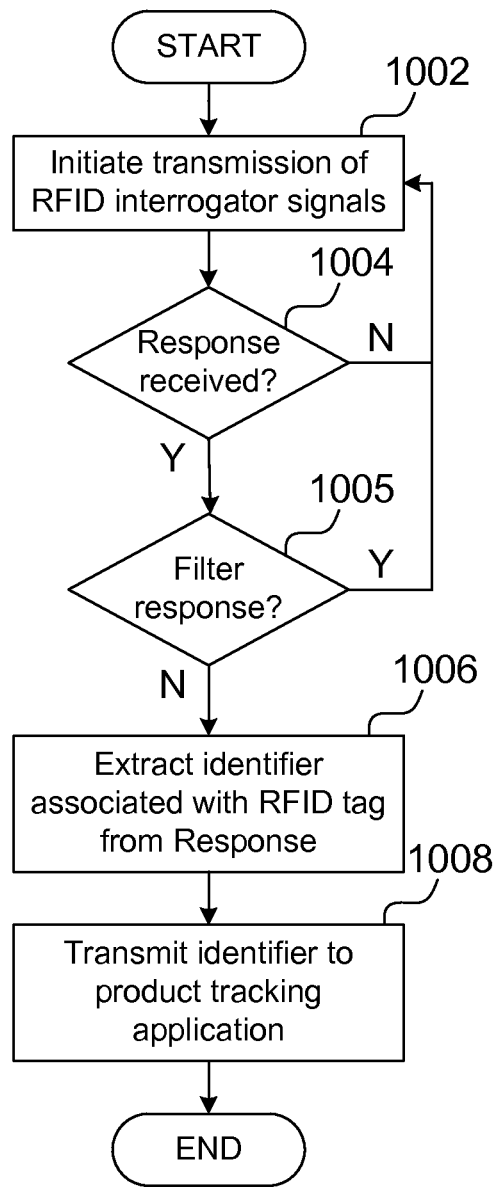 START
1002
Initiate transmission of
RFID interrogator signals
1004
Response
received?
N
Y
1005
Filter
response?
Y
N
1006
Extract identifier
associated with RFID tag
from Response
1008
Transmit identifier to
product tracking
application
END